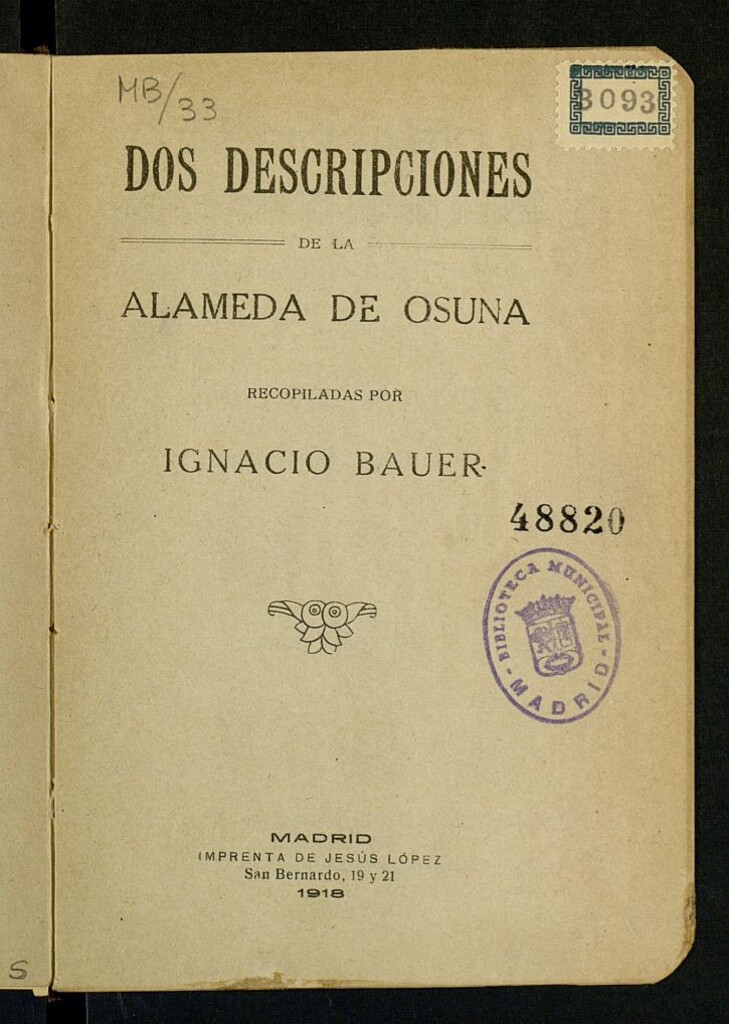 MB/33
3093
DOS DESCRIPCIONES
DE LA
ALAMEDA DE OSUNA
RECOPILADAS POR
IGNACIO BAUER
48820
- BIBLIOTECA MUNICIPAL -
MADRID
MADRID
IMPRENTA DE JESÚS LÓPEZ
San Bernardo, 19 y 21
1918
S